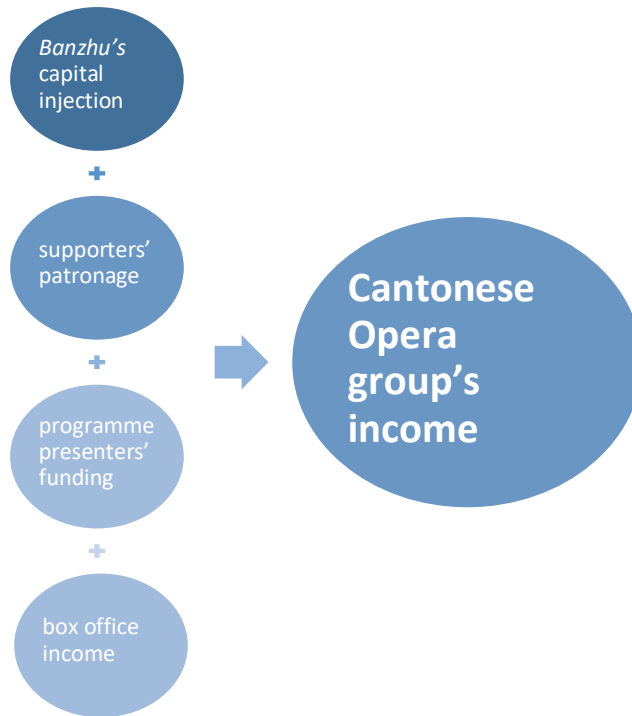 Banzhu’s
capital
injection
+
supporters’
patronage
+
programme
presenters’
funding
+
box office
income
Cantonese
Opera
group’s
income